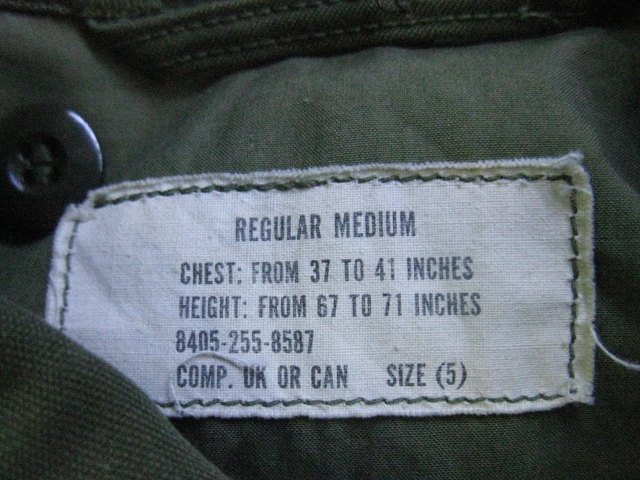 REGULAR MEDIUM
CHEST: FROM 37 TO 41 INCHES
HEIGHT: FROM 67 TO 71 INCHES
8405-255-8587
COMP. UK OR CAN SIZE (5)